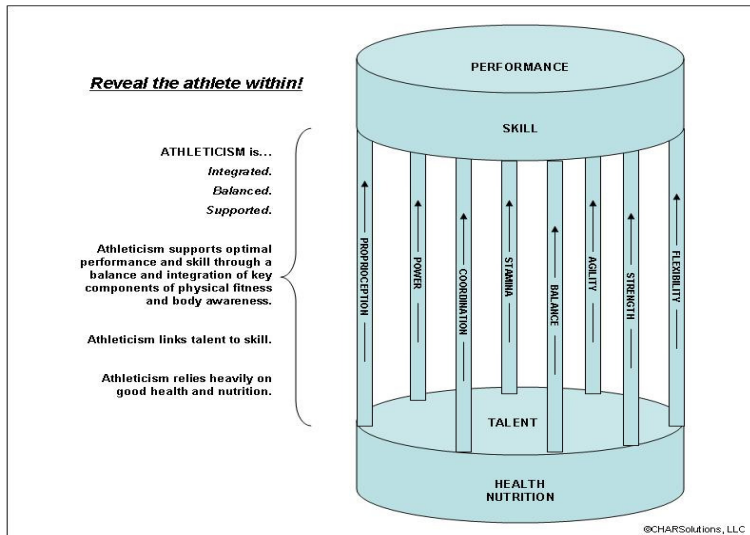 Reveal the athlete within!
ATHLETICISM is...
Integrated.
Balanced.
Supported.
Athleticism supports optimal
performance and skill through a
balance and integration of key
components of physical fitness
and body awareness.
Athleticism links talent to skill.
Athleticism relies heavily on
good health and nutrition.
PERFORMANCE
SKILL
PROPRIOCEPTION
POWER
COORDINATION
STAMINA
BALANCE
AGILITY
STRENGTH
FLEXIBILITY
TALENT
HEALTH
NUTRITION
©CHARSolutions, LLC